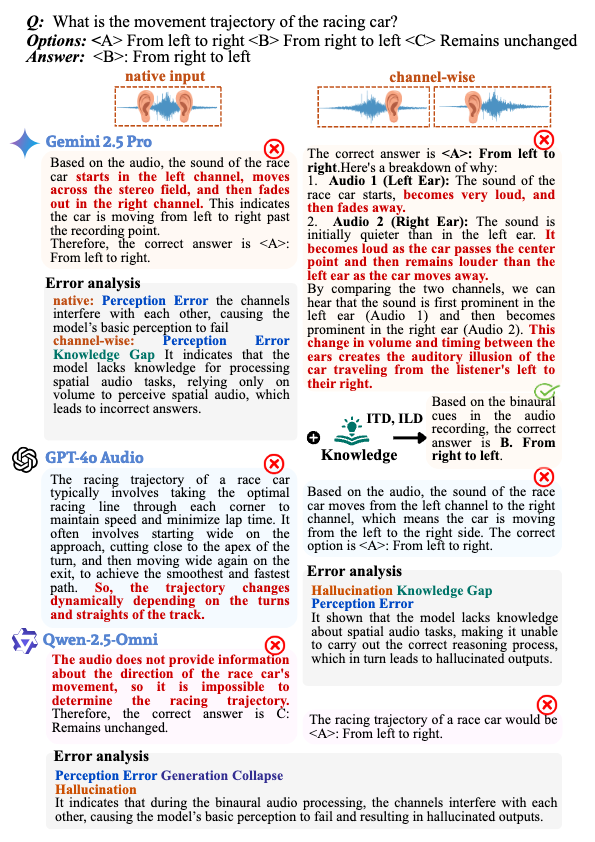 Q: What is the movement trajectory of the racing car?
Options: <A> From left to right <B> From right to left <C> Remains unchanged
Answer: <B>: From right to left
native input
channel-wise
Gemini 2.5 Pro
Based on the audio, the sound of the race
car starts in the left channel, moves
across the stereo field, and then fades
out in the right channel. This indicates
the car is moving from left to right past
the recording point.
Therefore, the correct answer is <A>:
From left to right.
Error analysis
native: Perception Error the channels
interfere with each other, causing the
model's basic perception to fail
channel-wise: Perception Error
Knowledge Gap It indicates that the
model lacks knowledge for processing
spatial audio tasks, relying only on
volume to perceive spatial audio, which
leads to incorrect answers.
The correct answer is <A>: From left to
right.Here's a breakdown of why:
1. Audio 1 (Left Ear): The sound of the
race car starts, becomes very loud, and
then fades away.
2. Audio 2 (Right Ear): The sound is
initially quieter than in the left ear. It
becomes loud as the car passes the center
point and then remains louder than the
left ear as the car moves away.
By comparing the two channels, we can
hear that the sound is first prominent in the
left ear (Audio 1) and then becomes
prominent in the right ear (Audio 2). This
change in volume and timing between the
ears creates the auditory illusion of the
car traveling from the listener's left to
their right.
ITD, ILD
Knowledge
Based on the binaural
cues in the audio
recording, the correct
answer is B. From
right to left.
GPT-4o Audio
The racing trajectory of a race car
typically involves taking the optimal
racing line through each corner to
maintain speed and minimize lap time. It
often involves starting wide on the
approach, cutting close to the apex of the
turn, and then moving wide again on the
exit, to achieve the smoothest and fastest
path. So, the trajectory changes
dynamically depending on the turns
and straights of the track.
Based on the audio, the sound of the race
car moves from the left channel to the right
channel, which means the car is moving
from the left to the right side. The correct
option is <A>: From left to right.
Error analysis
Hallucination Knowledge Gap
Perception Error
It shown that the model lacks knowledge
about spatial audio tasks, making it unable
to carry out the correct reasoning process,
which in turn leads to hallucinated outputs.
Qwen-2.5-Omni
The audio does not provide information
about the direction of the race car's
movement, so it is impossible to
determine the racing trajectory.
Therefore, the correct answer is C:
Remains unchanged.
The racing trajectory of a race car would be
<A>: From left to right.
Error analysis
Perception Error Generation Collapse
Hallucination
It indicates that during the binaural audio processing, the channels interfere with each
other, causing the model's basic perception to fail and resulting in hallucinated outputs.